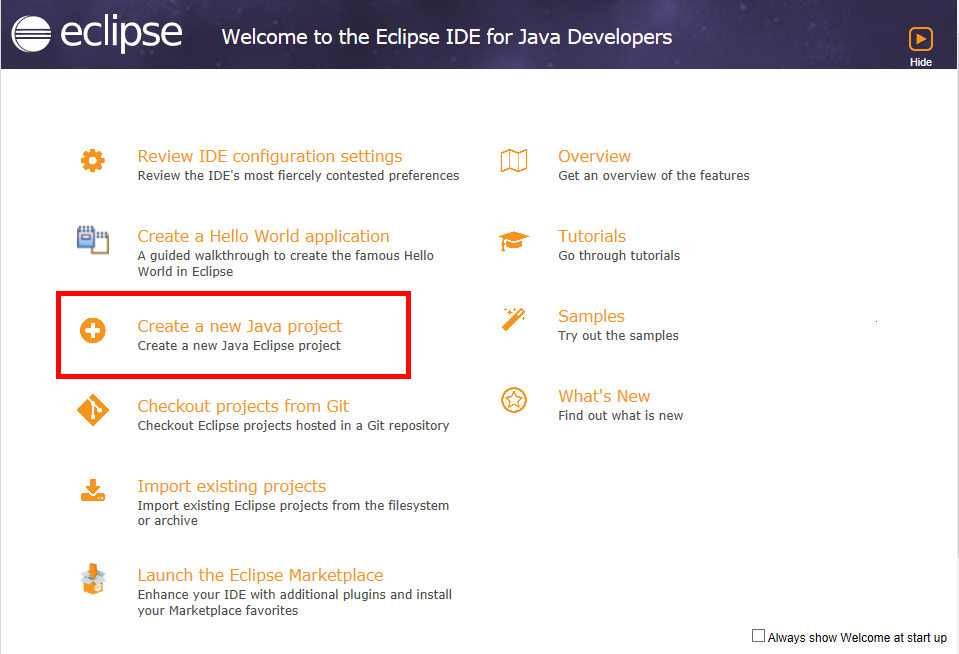 eclipse
Welcome to the Eclipse IDE for Java Developers
Hide
Review IDE configuration settings
Review the IDE's most fiercely contested preferences
Create a Hello World application
A guided walkthrough to create the famous Hello
World in Eclipse
Create a new Java project
Create a new Java Eclipse project
Checkout projects from Git
Checkout Eclipse projects hosted in a Git repository
Import existing projects
Import existing Eclipse projects from the filesystem
or archive
Launch the Eclipse Marketplace
Enhance your IDE with additional plugins and install
your Marketplace favorites
Overview
Get an overview of the features
Tutorials
Go through tutorials
Samples
Try out the samples
What's New
Find out what is new
Always show Welcome at start up